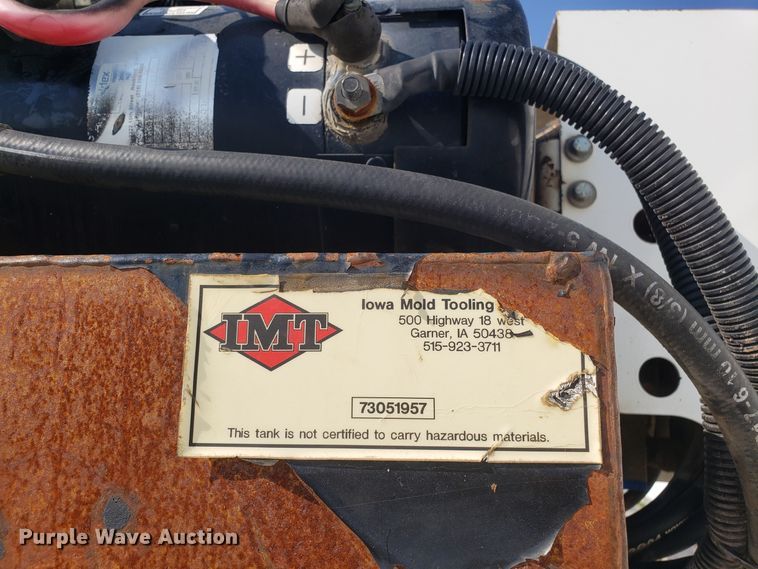 +
−
IMT
Iowa Mold Tooling
500 Highway 18 west
Garner, IA 50438
515-923-3711
73051957
This tank is not certified to carry hazardous materials.
Purple Wave Auction